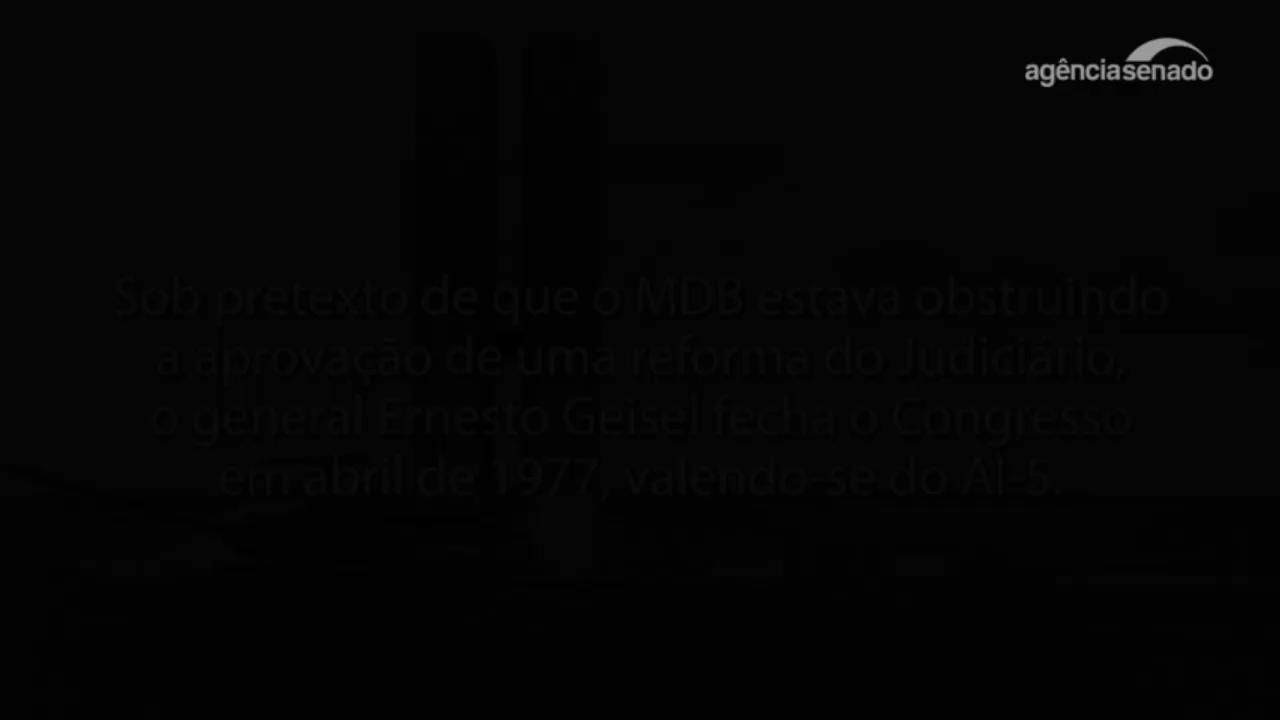 agênciasenado
Sob pretexto de que o MDB estava obstruindo
a aprovação de uma reforma do Judiciário,
o general Ernesto Geisel fecha o Congresso
em abril de 1977, valendo-se do AI-5.